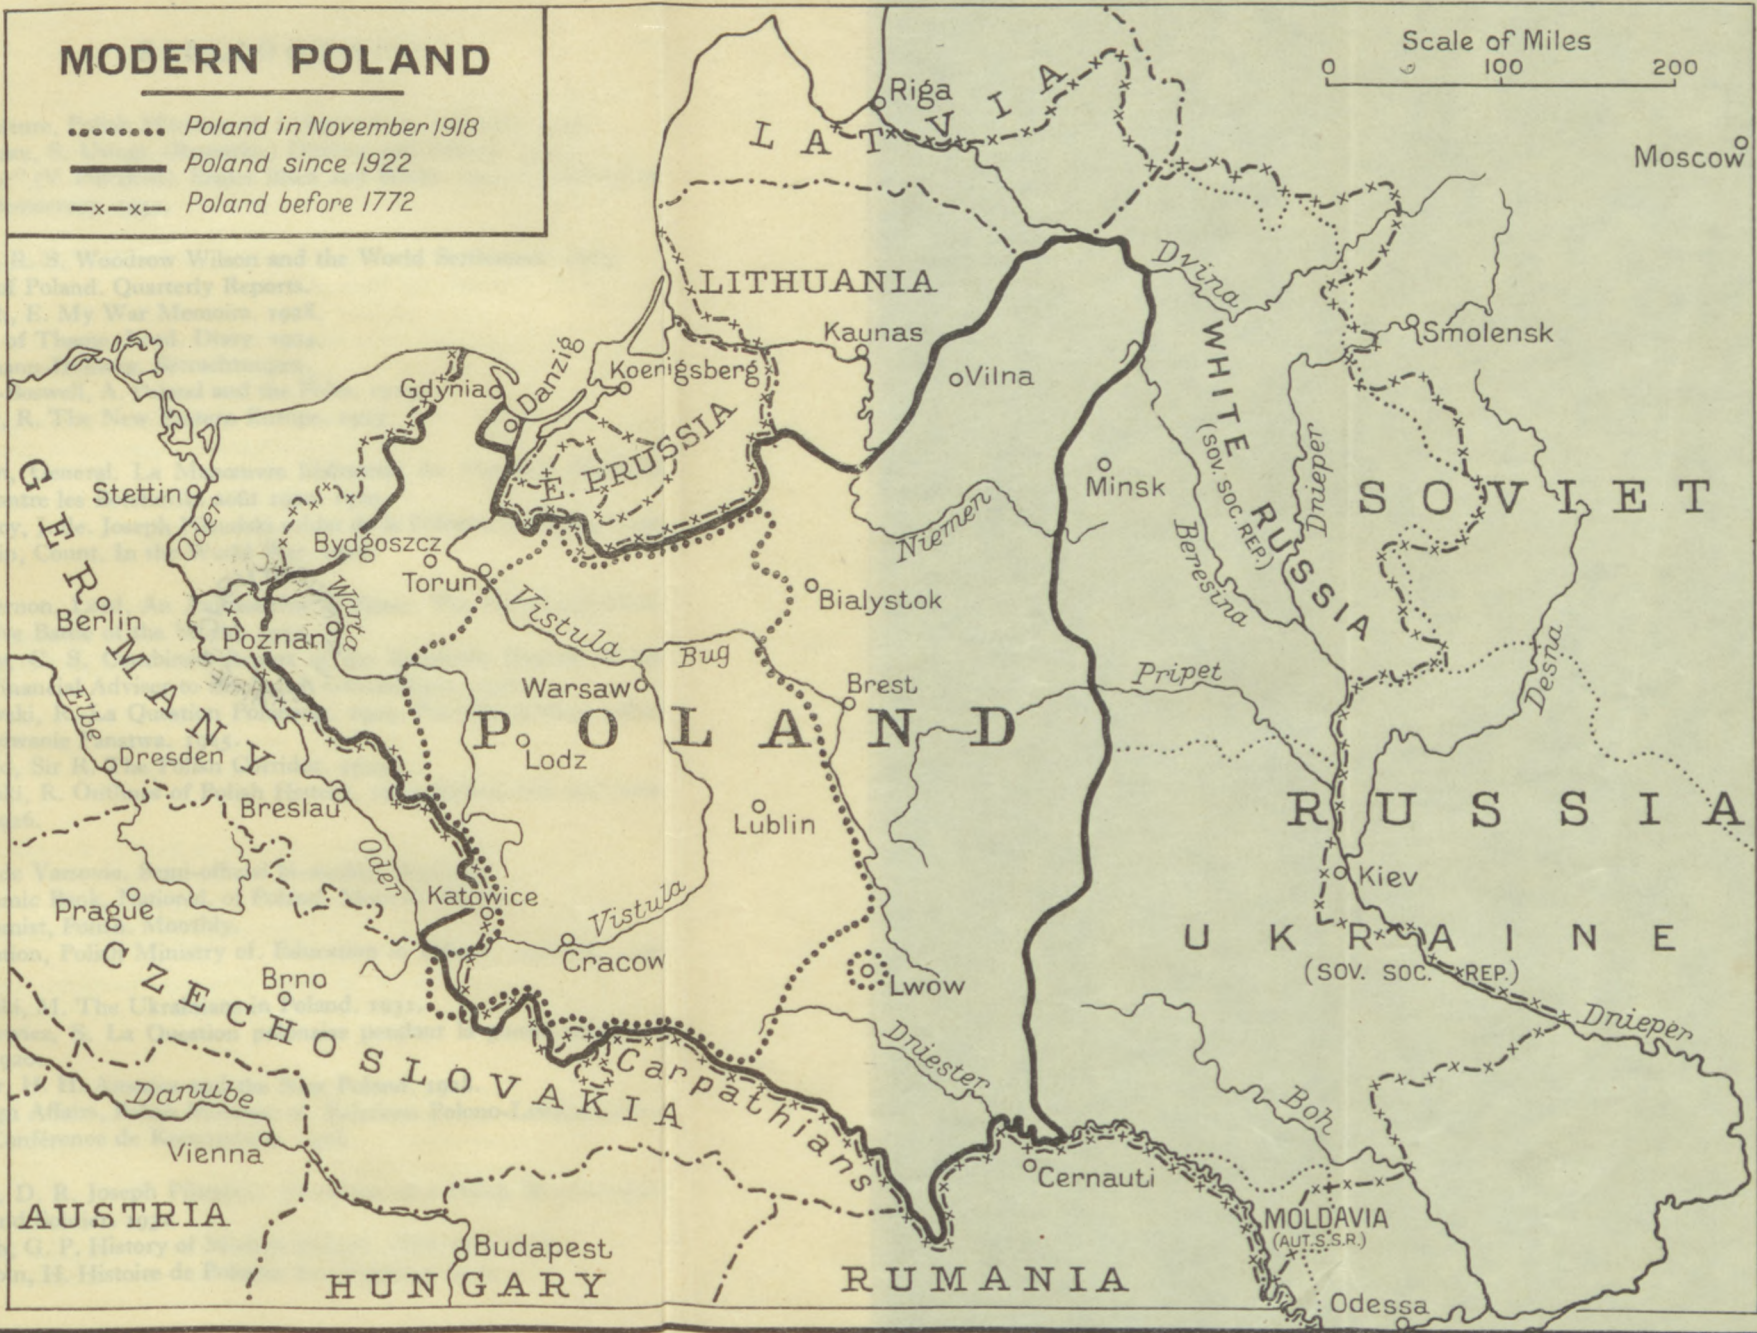 MODERN POLAND
Poland in November 1918
Poland since 1922
Poland before 1772
Scale of Miles
0 100 200
Riga
LATVIA
Moscow
LITHUANIA
Dvina
Kaunas
Smolensk
Vilna
WHITE RUSSIA
(SOV. SOC. REP.)
Gdynia
Danzig
Koenigsberg
E. PRUSSIA
Dnieper
Stettin
Oder
Minsk
SOVIET
RUSSIA
Niemen
Beresina
Bydgoszcz
Torun
Bialystok
Berlin
GERMANY
Poznan
Warta
Vistula
Bug
Desna
Warsaw
Brest
Pripet
Elbe
POLAND
Dresden
Lodz
Breslau
Lublin
Oder
Kiev
Katowice
Prague
Vistula
UKRAINE
(SOV. SOC. REP.)
Cracow
Lwów
Brno
CZECHOSLOVAKIA
Dnieper
Carpathians
Dniester
Danube
Boh
Vienna
Cernauti
AUSTRIA
MOLDAVIA
(AUT.S.S.R.)
Budapest
HUNGARY
RUMANIA
Odessa